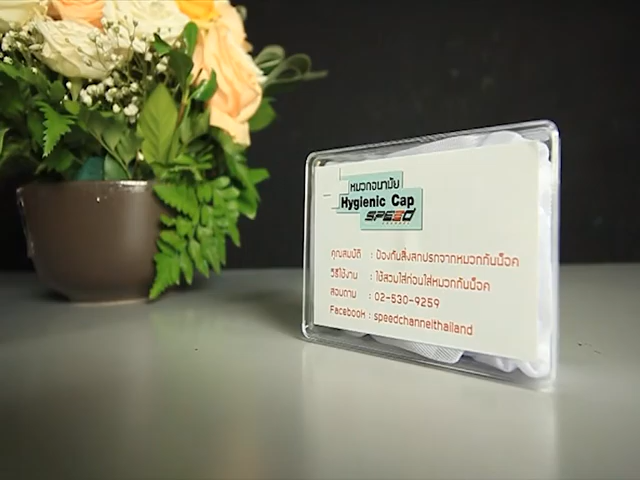 หมวกอนามัย
Hygienic Cap
SPEED
คุณสมบัติ : ป้องกันสิ่งสกปรกจากหมวกกันน็อค
วิธีใช้งาน : ใช้สวมใส่ก่อนใส่หมวกกันน็อค
สอบถาม : 02-530-9259
Facebook : speedchannelthailand